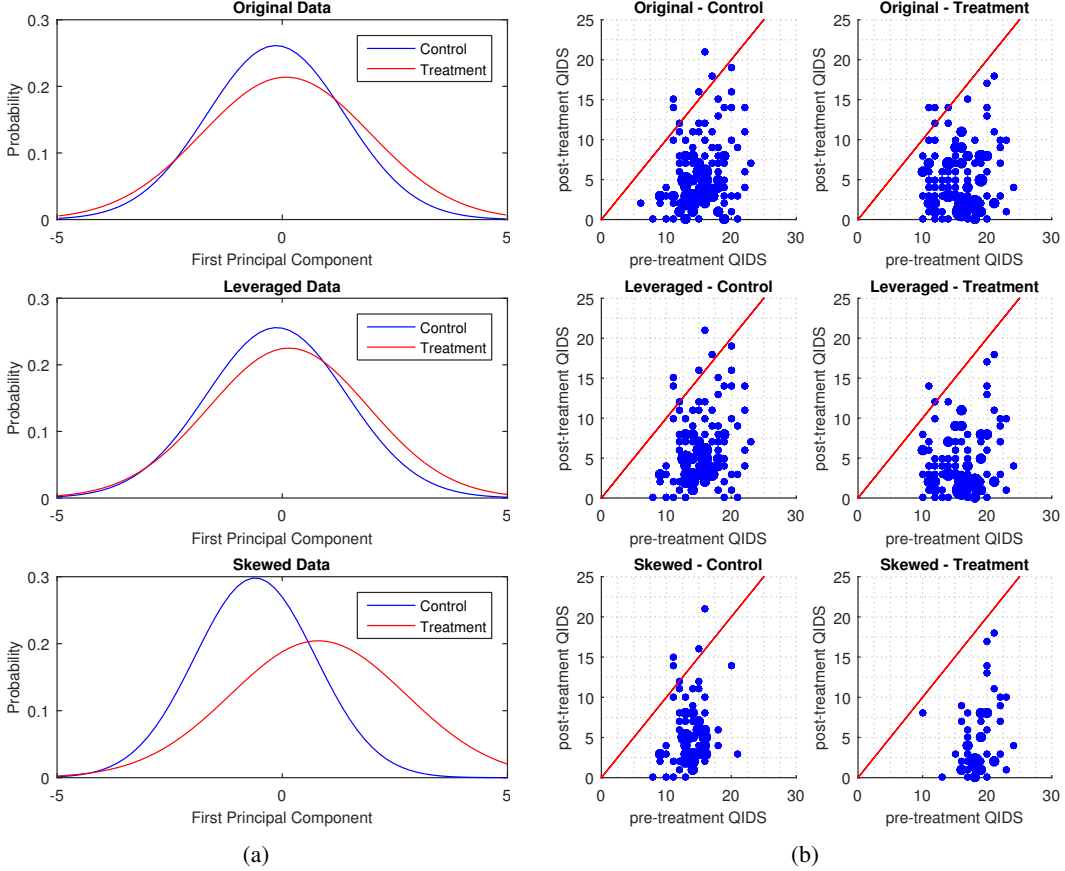 Original Data
0.3
0.2
0.1
0
Probability
Control
Treatment
-5 0 5
First Principal Component
Leveraged Data
0.3
0.2
0.1
0
Probability
Control
Treatment
-5 0 5
First Principal Component
Skewed Data
0.3
0.2
0.1
0
Probability
Control
Treatment
-5 0 5
First Principal Component
(a)
Original - Control
25
20
15
10
5
0
post-treatment QIDS
0 10 20 30
pre-treatment QIDS
Original - Treatment
25
20
15
10
5
0
post-treatment QIDS
0 10 20 30
pre-treatment QIDS
Leveraged - Control
25
20
15
10
5
0
post-treatment QIDS
0 10 20 30
pre-treatment QIDS
Leveraged - Treatment
25
20
15
10
5
0
post-treatment QIDS
0 10 20 30
pre-treatment QIDS
Skewed - Control
25
20
15
10
5
0
post-treatment QIDS
0 10 20 30
pre-treatment QIDS
Skewed - Treatment
25
20
15
10
5
0
post-treatment QIDS
0 10 20 30
pre-treatment QIDS
(b)